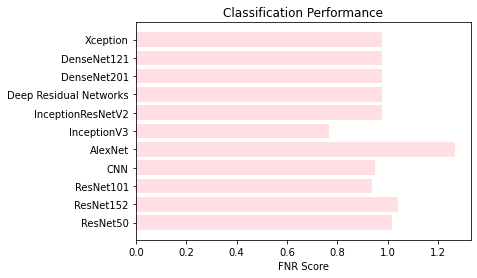 Classification Performance
Xception
DenseNet121
DenseNet201
Deep Residual Networks
InceptionResNetV2
InceptionV3
AlexNet
CNN
ResNet101
ResNet152
ResNet50
0.0 0.2 0.4 0.6 0.8 1.0 1.2
FNR Score